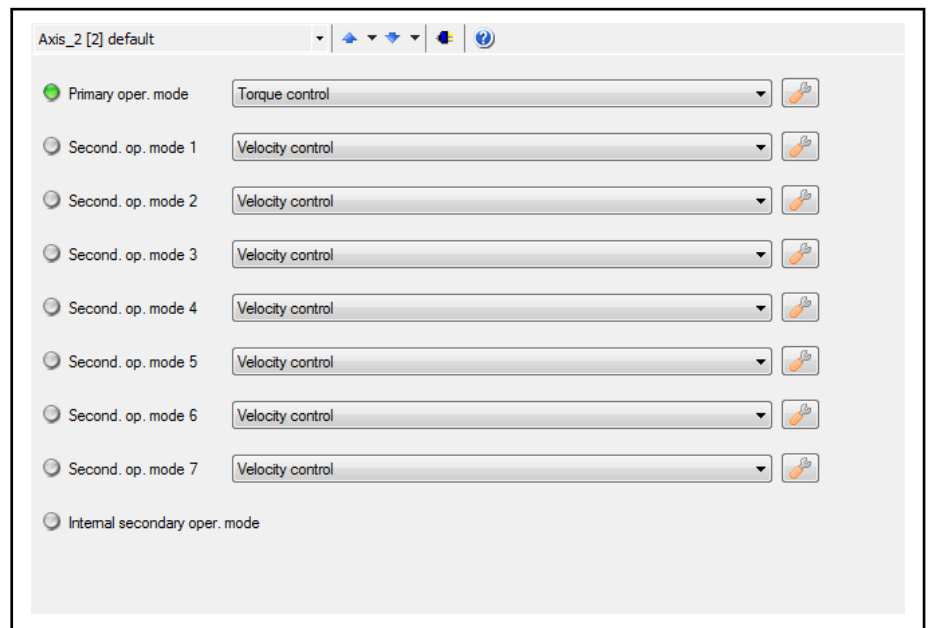 Axis_2 [2] default
Primary oper. mode Torque control
Second. op. mode 1 Velocity control
Second. op. mode 2 Velocity control
Second. op. mode 3 Velocity control
Second. op. mode 4 Velocity control
Second. op. mode 5 Velocity control
Second. op. mode 6 Velocity control
Second. op. mode 7 Velocity control
Internal secondary oper. mode